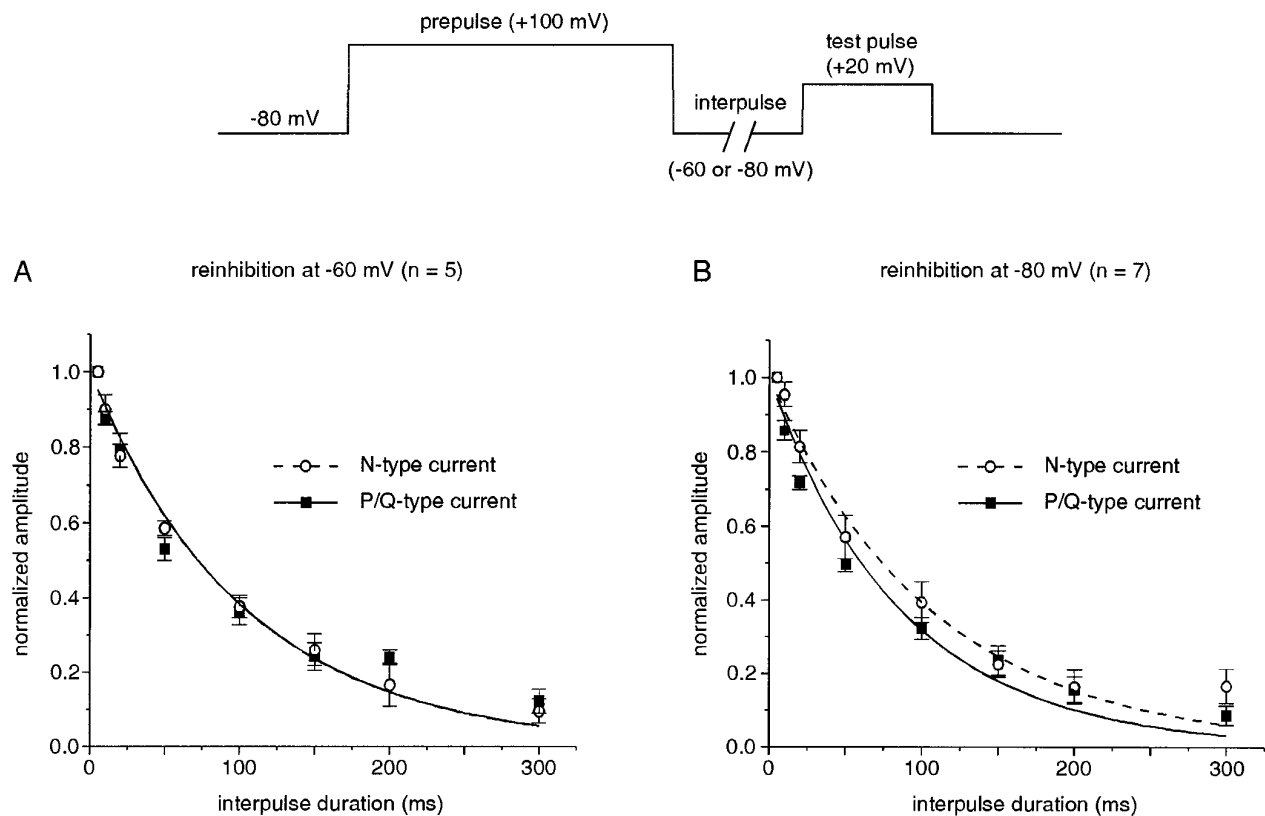 prepulse (+100 mV)
test pulse
(+20 mV)
-80 mV
interpulse
(-60 or -80 mV)
A
reinhibition at -60 mV (n = 5)
1.0
0.8
0.6
0.4
0.2
0.0
normalized amplitude
N-type current
P/Q-type current
0
100
200
300
interpulse duration (ms)
B
reinhibition at -80 mV (n = 7)
1.0
0.8
0.6
0.4
0.2
0.0
normalized amplitude
N-type current
P/Q-type current
0
100
200
300
interpulse duration (ms)